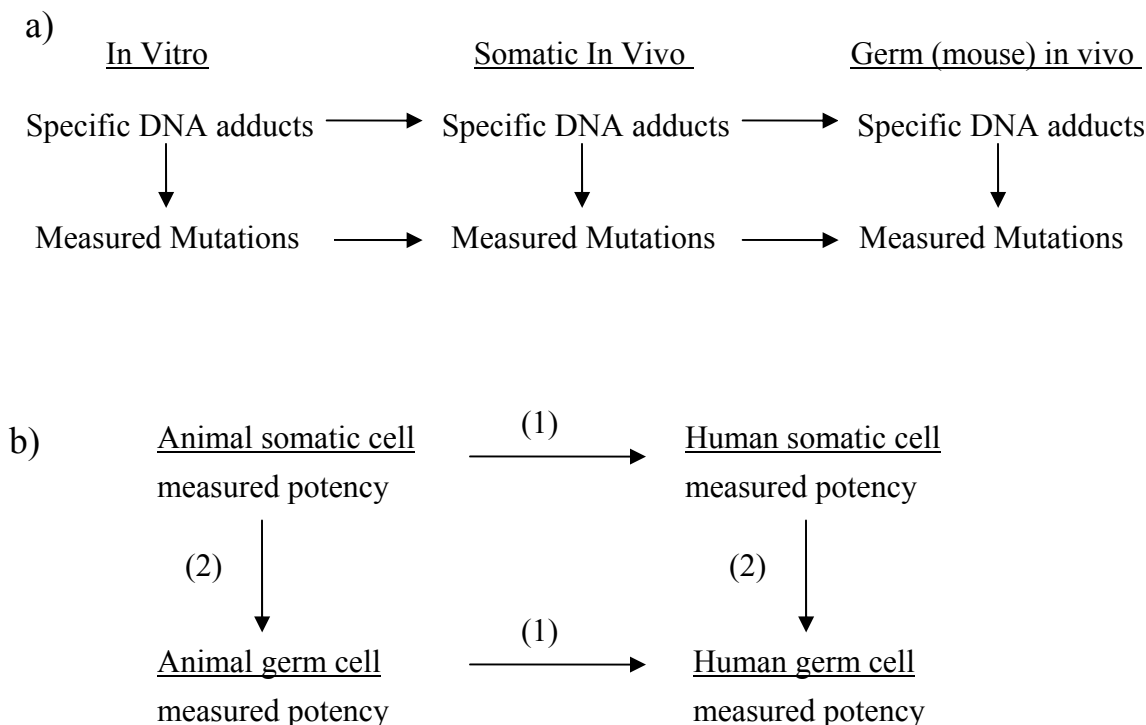 a)
In Vitro Somatic In Vivo Germ (mouse) in vivo
Specific DNA adducts Specific DNA adducts Specific DNA adducts
Measured Mutations Measured Mutations Measured Mutations
b)
Animal somatic cell (1) Human somatic cell
measured potency measured potency
(2) (2)
Animal germ cell (1) Human germ cell
measured potency measured potency